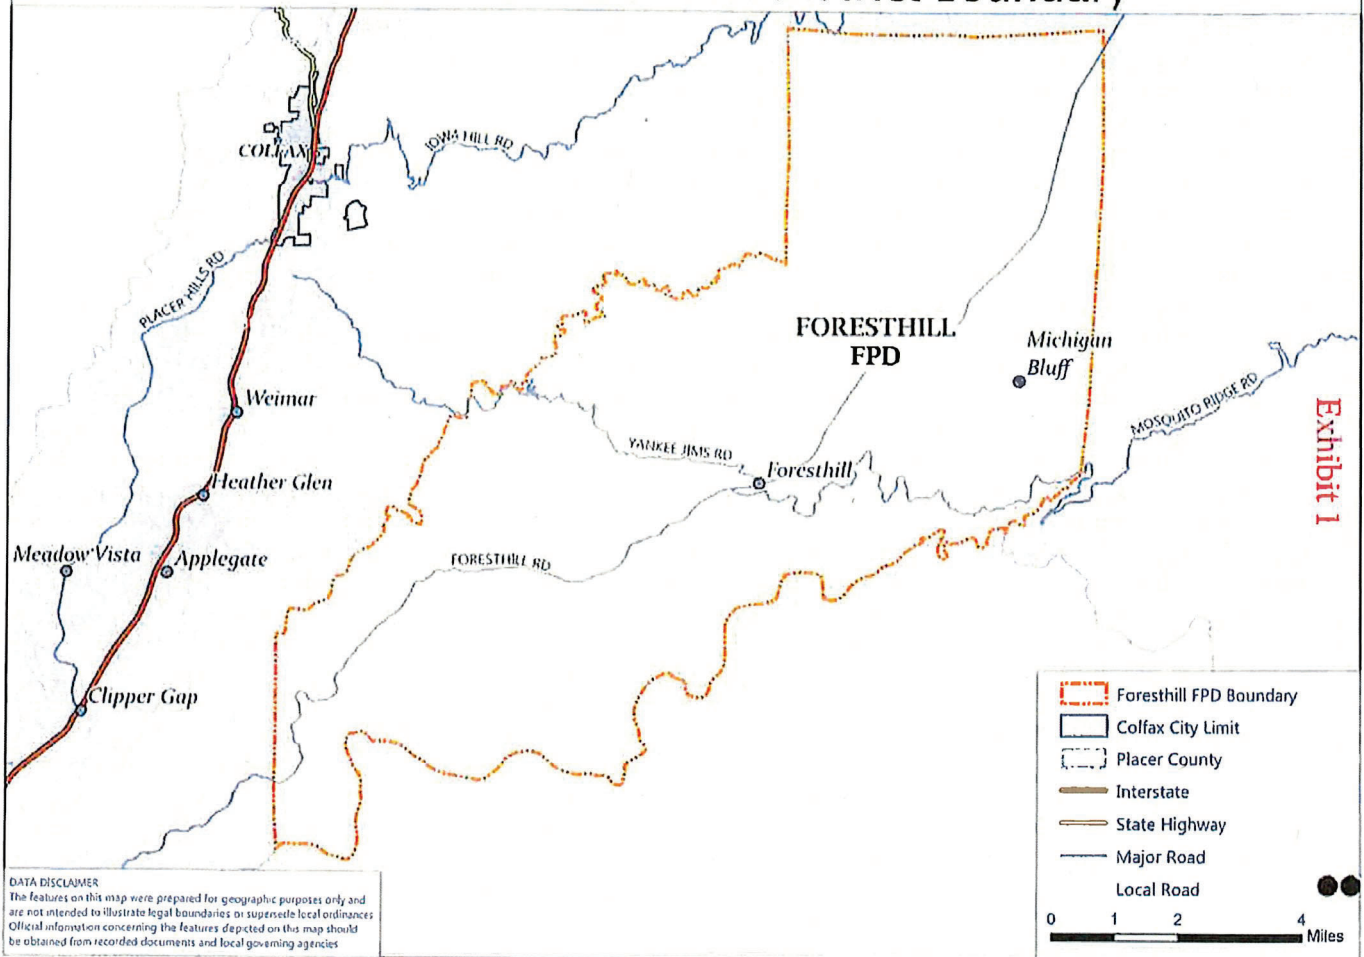 IOWA HILL RD
COLFAX
PLACER HILLS RD
FORESTHILL
FPD
Michigan
Bluff
MOSQUITO RIDGE RD
Weimar
Exhibit 1
YANKEE JIMS RD
Foresthill
Heather Glen
Meadow Vista
Applegate
FORESTHILL RD
Clipper Gap
Foresthill FPD Boundary
Colfax City Limit
Placer County
Interstate
State Highway
Major Road
Local Road
0 1 2 4
Miles
DATA DISCLAIMER
The features on this map were prepared for geographic purposes only and
are not intended to illustrate legal boundaries or supersede local ordinances
Official information concerning the features depicted on this map should
be obtained from recorded documents and local governing agencies